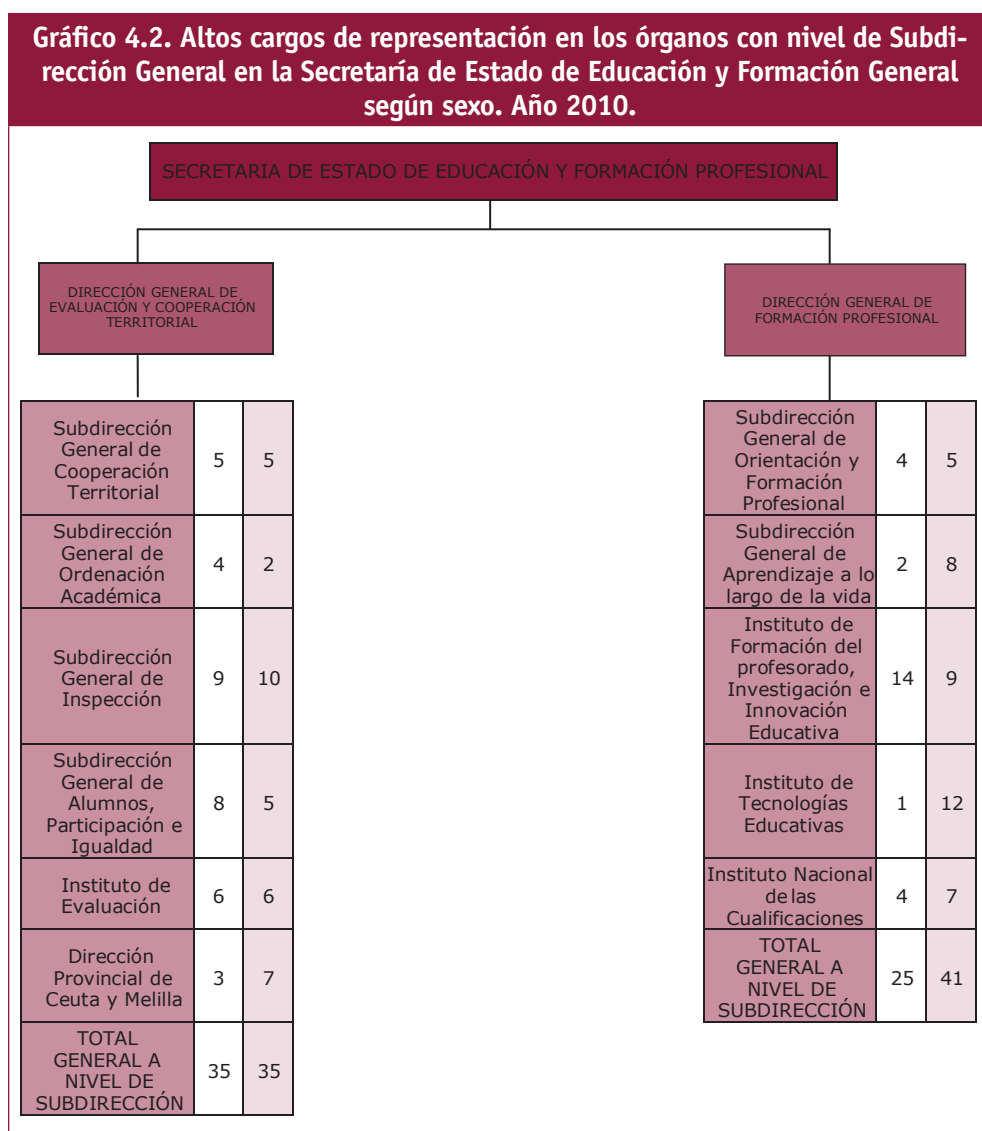 Gráfico 4.2. Altos cargos de representación en los órganos con nivel de Subdi-
rección General en la Secretaría de Estado de Educación y Formación General
según sexo. Año 2010.
SECRETARIA DE ESTADO DE EDUCACIÓN Y FORMACIÓN PROFESIONAL
DIRECCIÓN GENERAL DE
EVALUACIÓN Y COOPERACIÓN
TERRITORIAL
Subdirección
General de
Cooperación
Territorial
5 5
Subdirección
General de
Ordenación
Académica
4 2
Subdirección
General de
Inspección
9 10
Subdirección
General de
Alumnos,
Participación e
Igualdad
8 5
Instituto de
Evaluación
6 6
Dirección
Provincial de
Ceuta y Melilla
3 7
TOTAL
GENERAL A
NIVEL DE
SUBDIRECCIÓN
35 35
DIRECCIÓN GENERAL DE
FORMACIÓN PROFESIONAL
Subdirección
General de
Orientación y
Formación
Profesional
4 5
Subdirección
General de
Aprendizaje a lo
largo de la vida
2 8
Instituto de
Formación del
profesorado,
Investigación e
Innovación
Educativa
14 9
Instituto de
Tecnologías
Educativas
1 12
Instituto Nacional
de las
Cualificaciones
4 7
TOTAL
GENERAL A
NIVEL DE
SUBDIRECCIÓN
25 41